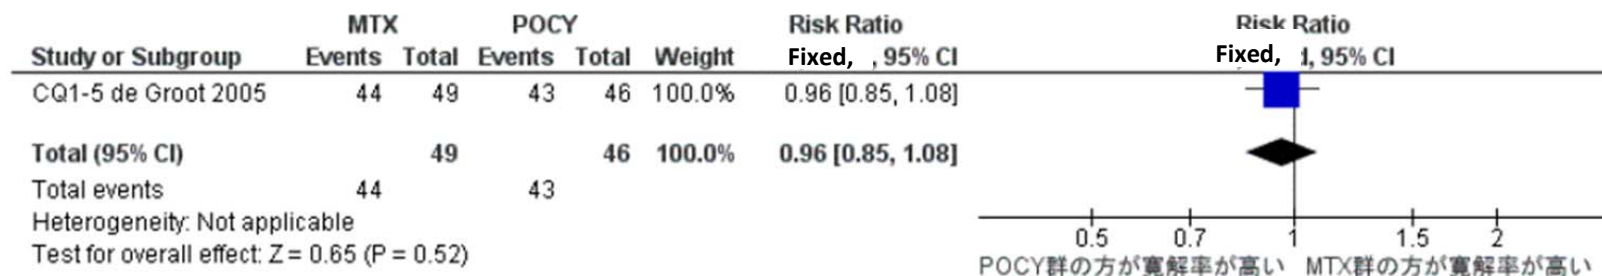 MTX POCY Risk Ratio Risk Ratio
Study or Subgroup Events Total Events Total Weight Fixed, , 95% CI Fixed, 95% CI
CQ1-5 de Groot 2005 44 49 43 46 100.0% 0.96 [0.85, 1.08]
Total (95% CI) 49 46 100.0% 0.96 [0.85, 1.08]
Total events 44 43
Heterogeneity: Not applicable
Test for overall effect: Z = 0.65 (P = 0.52)
0.5 0.7 1 1.5 2
POCY群の方が寛解率が高い MTX群の方が寛解率が高い